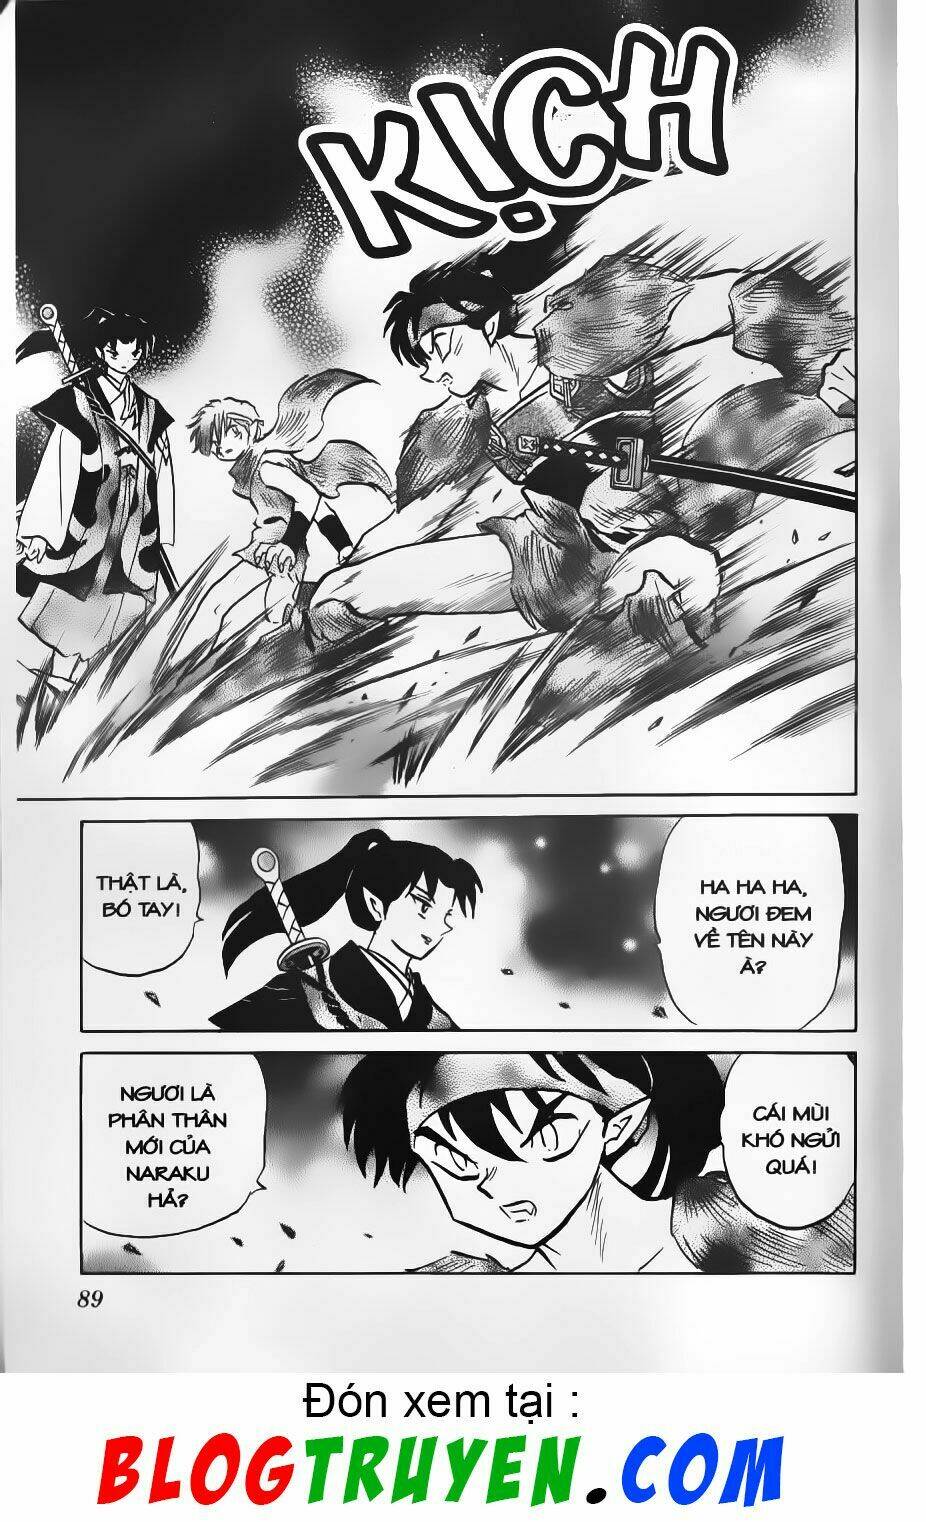 KỊCH
HA HA HA,
NGƯƠI ĐEM
VỀ TÊN NÀY
À?
THẬT LÀ,
BÓ TAY!
CÁI MÙI
KHÓ NGỬI
QUÁ!
NGƯƠI LÀ
PHÂN THÂN
MỚI CỦA
NARAKU
HẢ?
89
Đón xem tại :
BLOGTRUYEN.COM